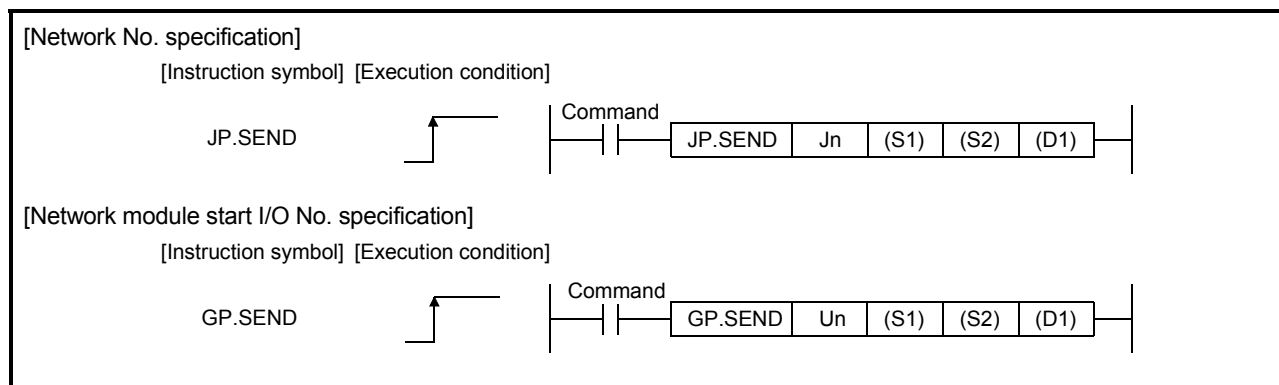 [Network No. specification]
[Instruction symbol] [Execution condition]
Command
JP.SEND JP.SEND Jn (S1) (S2) (D1)
[Network module start I/O No. specification]
[Instruction symbol] [Execution condition]
Command
GP.SEND GP.SEND Un (S1) (S2) (D1)